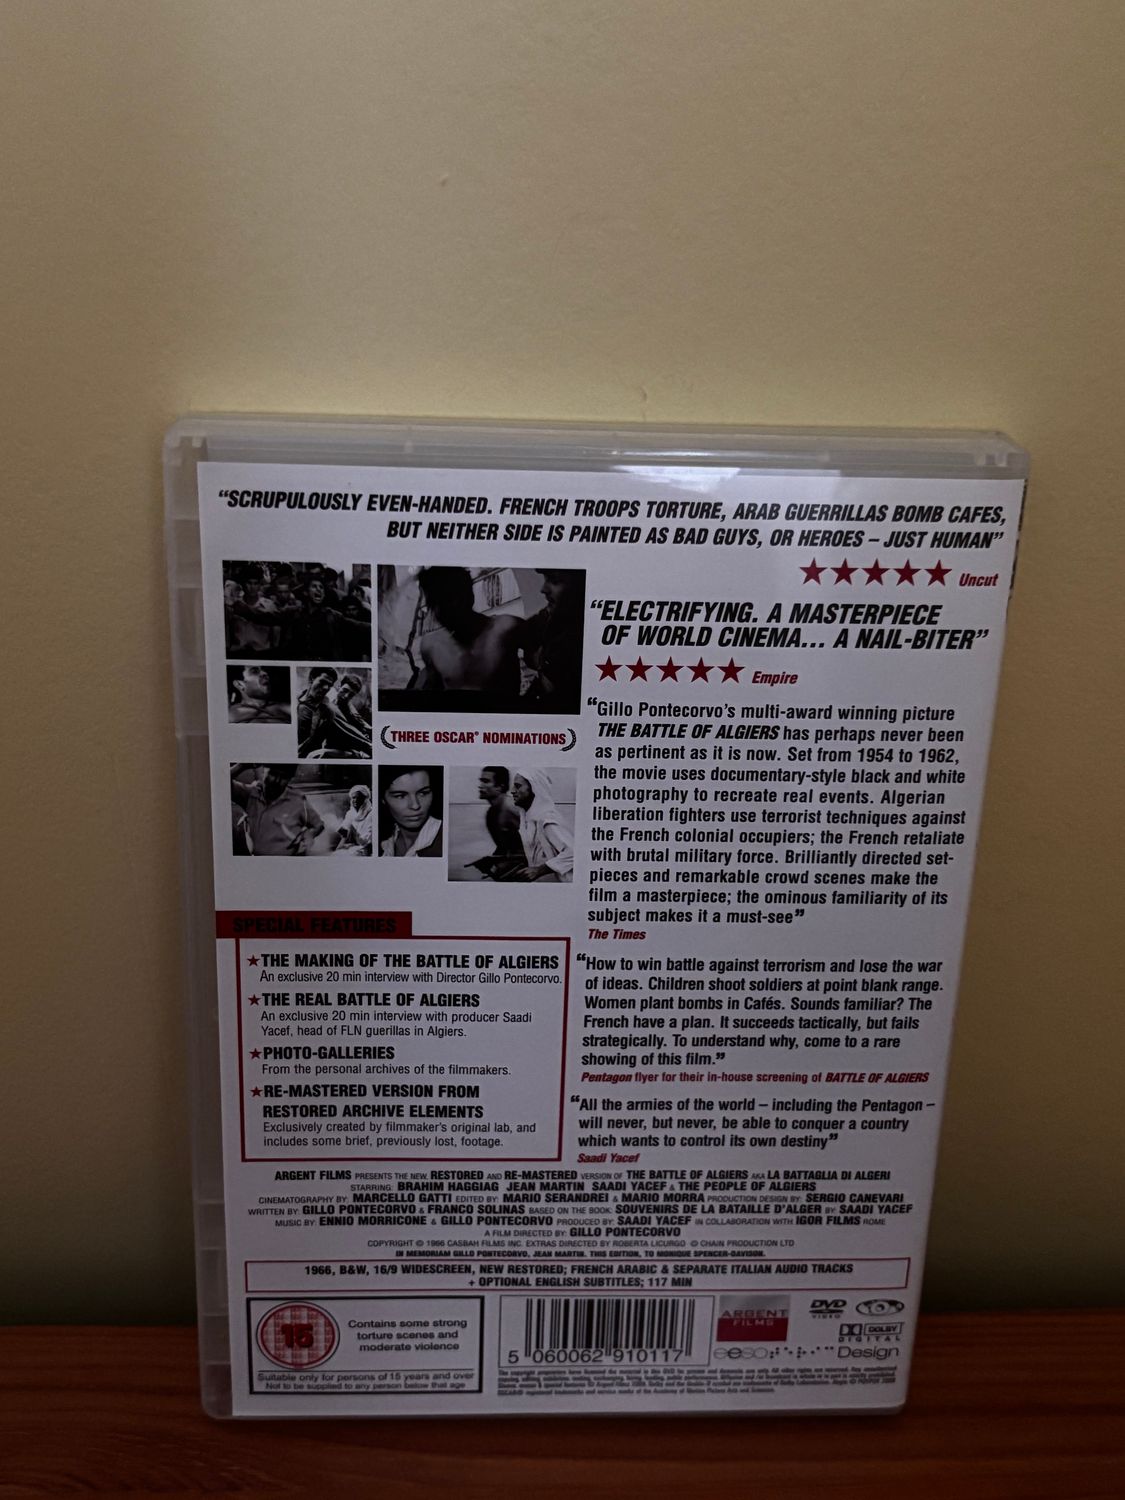 “SCRUPULOUSLY EVEN-HANDED. FRENCH TROOPS TORTURE, ARAB GUERRILLAS BOMB CAFES,
BUT NEITHER SIDE IS PAINTED AS BAD GUYS, OR HEROES – JUST HUMAN”
★★★★★ Uncut
“ELECTRIFYING. A MASTERPIECE
OF WORLD CINEMA... A NAIL-BITER”
★★★★★ Empire
(THREE OSCAR® NOMINATIONS)
“Gillo Pontecorvo's multi-award winning picture
THE BATTLE OF ALGIERS has perhaps never been
as pertinent as it is now. Set from 1954 to 1962,
the movie uses documentary-style black and white
photography to recreate real events. Algerian
liberation fighters use terrorist techniques against
the French colonial occupiers; the French retaliate
with brutal military force. Brilliantly directed set-
pieces and remarkable crowd scenes make the
film a masterpiece; the ominous familiarity of its
subject makes it a must-see”
The Times
“How to win battle against terrorism and lose the war
of ideas. Children shoot soldiers at point blank range.
Women plant bombs in Cafés. Sounds familiar? The
French have a plan. It succeeds tactically, but fails
strategically. To understand why, come to a rare
showing of this film.”
Pentagon flyer for their in-house screening of BATTLE OF ALGIERS
“All the armies of the world – including the Pentagon –
will never, but never, be able to conquer a country
which wants to control its own destiny”
Saadi Yacef
SPECIAL FEATURES
★THE MAKING OF THE BATTLE OF ALGIERS
An exclusive 20 min interview with Director Gillo Pontecorvo.
★THE REAL BATTLE OF ALGIERS
An exclusive 20 min interview with producer Saadi
Yacef, head of FLN guerillas in Algiers.
★PHOTO-GALLERIES
From the personal archives of the filmmakers.
★RE-MASTERED VERSION FROM
RESTORED ARCHIVE ELEMENTS
Exclusively created by filmmaker's original lab, and
includes some brief, previously lost, footage.
ARGENT FILMS PRESENTS THE NEW, RESTORED AND RE-MASTERED VERSION OF THE BATTLE OF ALGIERS AKA LA BATTAGLIA DI ALGERI
STARRING: BRAHIM HAGGIAG JEAN MARTIN SAADI YACEF & THE PEOPLE OF ALGIERS
CINEMATOGRAPHY BY: MARCELLO GATTI EDITED BY: MARIO SERANDREI & MARIO MORRA PRODUCTION DESIGN BY: SERGIO CANEVARI
WRITTEN BY: GILLO PONTECORVO & FRANCO SOLINAS BASED ON THE BOOK: SOUVENIRS DE LA BATAILLE D'ALGER BY: SAADI YACEF
MUSIC BY: ENNIO MORRICONE & GILLO PONTECORVO PRODUCED BY: SAADI YACEF IN COLLABORATION WITH IGOR FILMS ROME
A FILM DIRECTED BY: GILLO PONTECORVO
COPYRIGHT © 1966 CASBAH FILMS INC. EXTRAS DIRECTED BY ROBERTA LICURGO © CHAIN PRODUCTION LTD
IN MEMORIAM GILLO PONTECORVO, JEAN MARTIN. THIS EDITION, TO MONIQUE SPENCER-DAVISON.
1966, B&W, 16/9 WIDESCREEN, NEW RESTORED; FRENCH ARABIC & SEPARATE ITALIAN AUDIO TRACKS
+ OPTIONAL ENGLISH SUBTITLES; 117 MIN
15
Contains some strong
torture scenes and
moderate violence
Suitable only for persons of 15 years and over
Not to be supplied to any person below that age
5 060062 910117
ARGENT
FILMS
DVD
VIDEO
DOLBY
DIGITAL
Design